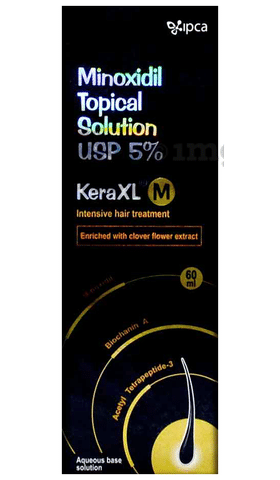 ipca
Minoxidil
Topical
Solution
USP 5%
KeraXL M
Intensive hair treatment
Enriched with clover flower extract
60
ml
Biochanin A
Acetyl Tetrapeptide-3
Aqueous base
solution